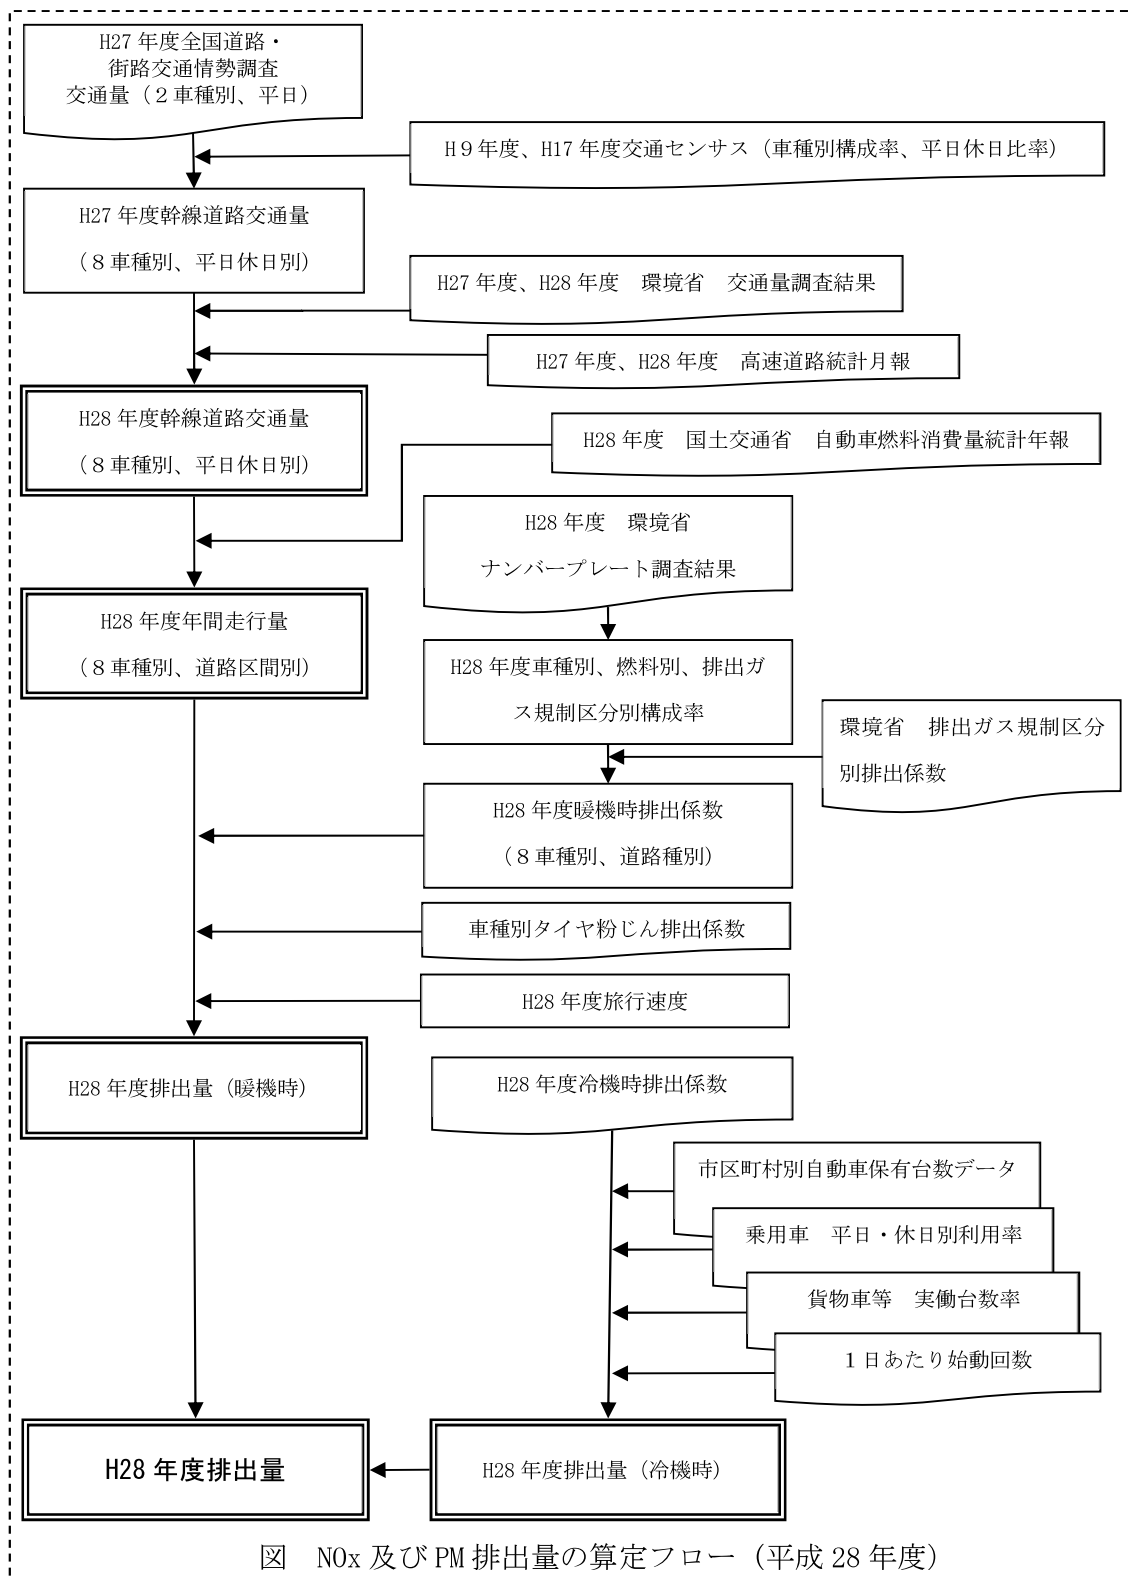 H27 年度全国道路・
街路交通情勢調査
交通量（２車種別、平日）
H９年度、H17 年度交通センサス（車種別構成率、平日休日比率）
H27 年度幹線道路交通量
（８車種別、平日休日別）
H27 年度、H28 年度　環境省　交通量調査結果
H27 年度、H28 年度　高速道路統計月報
H28 年度幹線道路交通量
（８車種別、平日休日別）
H28 年度　国土交通省　自動車燃料消費量統計年報
H28 年度　環境省
ナンバープレート調査結果
H28 年度年間走行量
（８車種別、道路区間別）
H28 年度車種別、燃料別、排出ガ
ス規制区分別構成率
環境省　排出ガス規制区分
別排出係数
H28 年度暖機時排出係数
（８車種別、道路種別）
車種別タイヤ粉じん排出係数
H28 年度旅行速度
H28 年度排出量（暖機時）
H28 年度冷機時排出係数
市区町村別自動車保有台数データ
乗用車　平日・休日別利用率
貨物車等　実働台数率
１日あたり始動回数
H28 年度排出量
H28 年度排出量（冷機時）
図　NOx 及び PM 排出量の算定フロー（平成 28 年度）